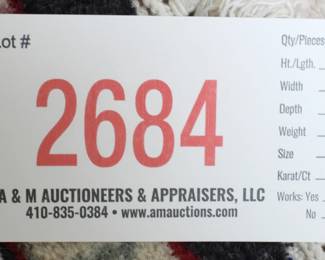 Lot #
2684
A & M AUCTIONEERS & APPRAISERS, LLC
410-835-0384 • www.amauctions.com
Qty/Pieces
Ht./Lgth.
Width
Depth
Weight
Size
Karat/Ct
Works: Yes
No